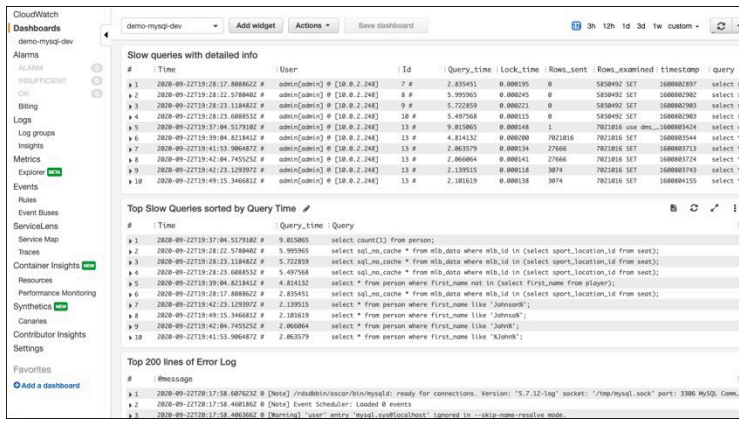 CloudWatch
Dashboards
demo-mysql-dev
Alarms
ALARM
INSUFFICIENT
OK
Billing
Logs
Log groups
Insights
Metrics
Explorer BETA
Events
Rules
Event Buses
ServiceLens
Service Map
Traces
Container Insights NEW
Resources
Performance Monitoring
Synthetics NEW
Canaries
Contributor Insights
Settings
Favorites
Add a dashboard
demo-mysql-dev Add widget Actions Save dashboard 1h 3h 12h 1d 3d 1w custom
Slow queries with detailed info
# Time User Id Query_time Lock_time Rows_sent Rows_examined timestamp query
1 2020-09-22T19:28:17.808862Z # admin[admin] @ [10.0.2.248] 7 # 2.835451 0.000195 0 5850492 SET 1600802897 select
2 2020-09-22T19:28:22.578040Z # admin[admin] @ [10.0.2.248] 8 # 5.995965 0.000245 0 5850492 SET 1600802902 select
3 2020-09-22T19:28:23.118482Z # admin[admin] @ [10.0.2.248] 9 # 5.722859 0.000221 0 5850492 SET 1600802903 select
4 2020-09-22T19:28:23.608853Z # admin[admin] @ [10.0.2.248] 10 # 5.497568 0.000115 0 5850492 SET 1600802903 select
5 2020-09-22T19:37:04.517910Z # admin[admin] @ [10.0.2.248] 13 # 9.015065 0.000148 1 7021016 use dms_...1600803424 select
6 2020-09-22T19:39:04.821841Z # admin[admin] @ [10.0.2.248] 13 # 4.814132 0.000200 7021016 7021016 SET 1600803544 select
7 2020-09-22T19:41:53.906487Z # admin[admin] @ [10.0.2.248] 13 # 2.063579 0.000134 27666 7021016 SET 1600803713 select
8 2020-09-22T19:42:04.745525Z # admin[admin] @ [10.0.2.248] 13 # 2.066064 0.000141 27666 7021016 SET 1600803724 select
9 2020-09-22T19:42:23.129397Z # admin[admin] @ [10.0.2.248] 13 # 2.139515 0.000118 3074 7021016 SET 1600803743 select
10 2020-09-22T19:49:15.346681Z # admin[admin] @ [10.0.2.248] 13 # 2.101619 0.000138 3074 7021016 SET 1600804155 select
Top Slow Queries sorted by Query Time
# Time Query_time Query
1 2020-09-22T19:37:04.517910Z # 9.015065 select count(1) from person;
2 2020-09-22T19:28:22.578040Z # 5.995965 select sql_no_cache * from mlb_data where mlb_id in (select sport_location_id from seat);
3 2020-09-22T19:28:23.118482Z # 5.722859 select sql_no_cache * from mlb_data where mlb_id in (select sport_location_id from seat);
4 2020-09-22T19:28:23.608853Z # 5.497568 select sql_no_cache * from mlb_data where mlb_id in (select sport_location_id from seat);
5 2020-09-22T19:39:04.821841Z # 4.814132 select * from person where first_name not in (select first_name from player);
6 2020-09-22T19:28:17.808862Z # 2.835451 select sql_no_cache * from mlb_data where mlb_id in (select sport_location_id from seat);
7 2020-09-22T19:42:23.129397Z # 2.139515 select * from person where first_name like 'Johnson%';
8 2020-09-22T19:49:15.346681Z # 2.101619 select * from person where first_name like 'Johnso%';
9 2020-09-22T19:42:04.745525Z # 2.066064 select * from person where first_name like 'John%';
10 2020-09-22T19:41:53.906487Z # 2.063579 select * from person where first_name like '%John%';
Top 200 lines of Error Log
# @message
1 2020-09-22T20:17:58.607623Z 0 [Note] /rdsdbbin/oscar/bin/mysqld: ready for connections. Version: '5.7.12-log' socket: '/tmp/mysql.sock' port: 3306 MySQL Comm...
2 2020-09-22T20:17:58.460186Z 0 [Note] Event Scheduler: Loaded 0 events
3 2020-09-22T20:17:58.406366Z 0 [Warning] 'user' entry 'mysql.sys@localhost' ignored in --skip-name-resolve mode.